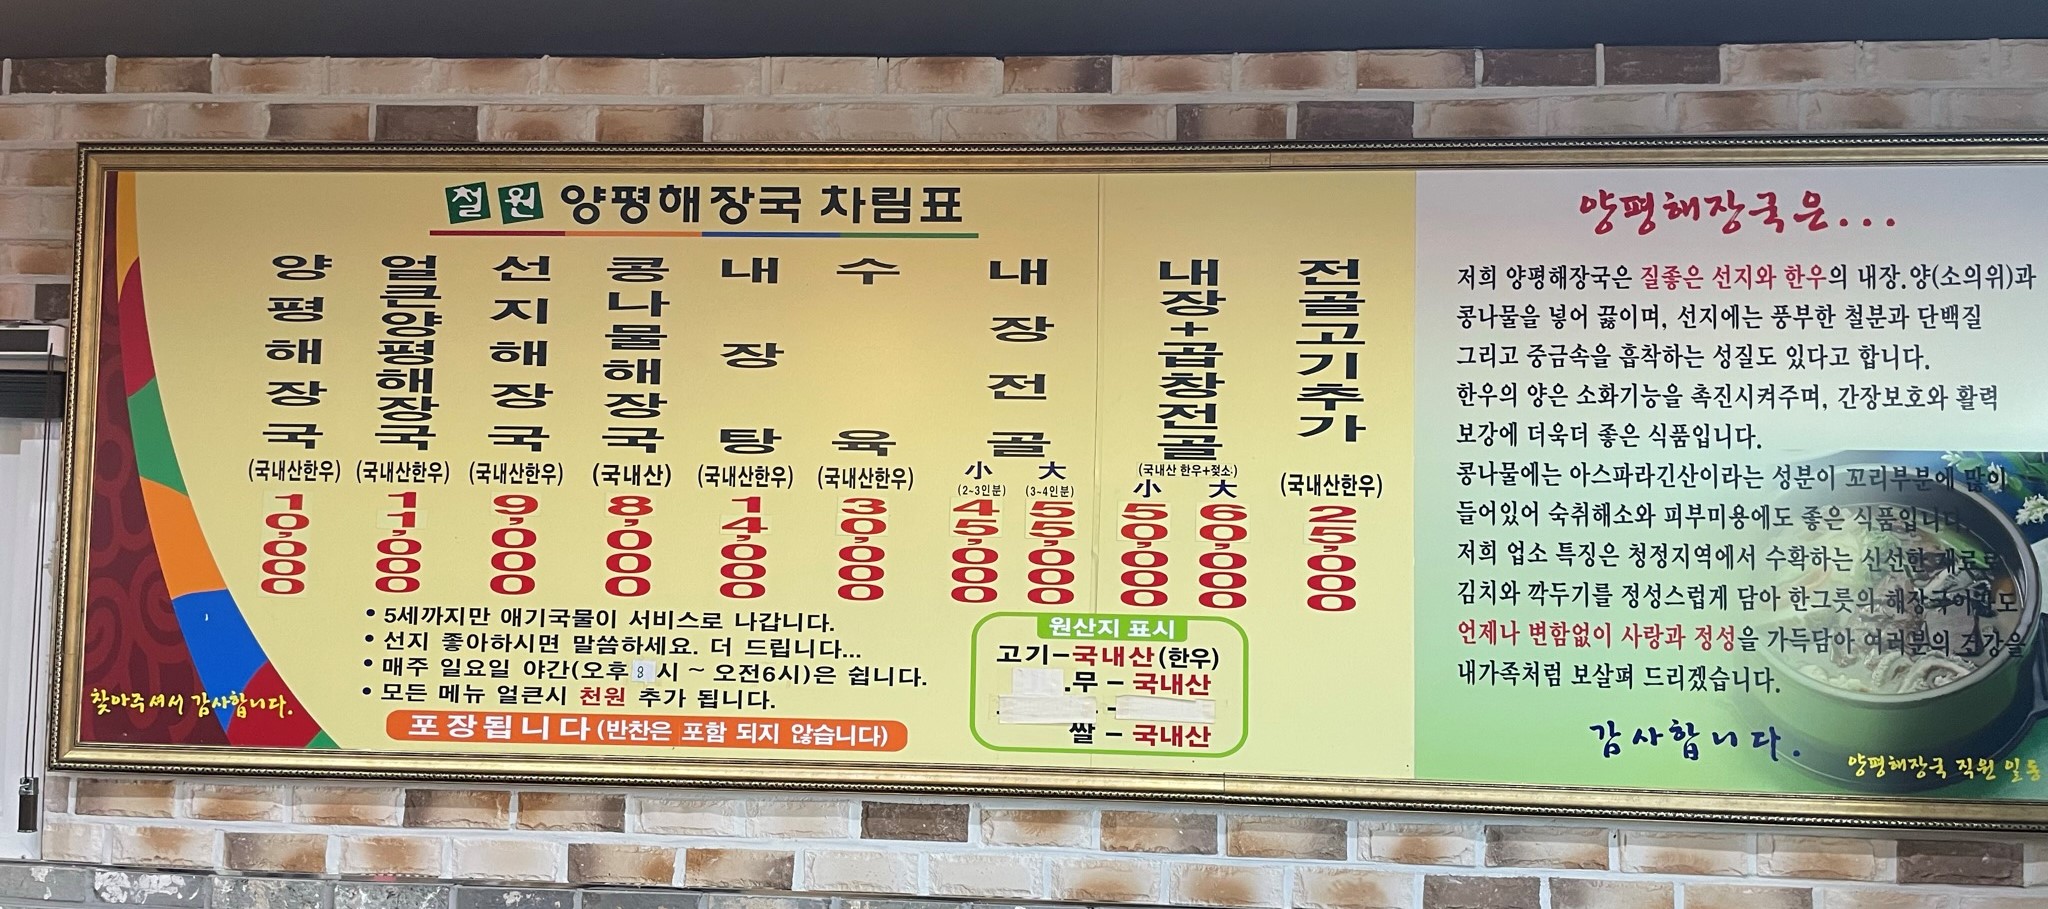 철원 양평해장국 차림표
양평해장국
(국내산한우)
10,000
얼큰양평해장국
(국내산한우)
11,000
선지해장국
(국내산한우)
9,000
콩나물해장국
(국내산)
8,000
내장탕
(국내산한우)
14,000
수육
(국내산한우)
30,000
내장전골
小 大
(2~3인분) (3~4인분)
45,000 55,000
내장+곱창전골
(국내산 한우+젖소)
小 大
50,000 60,000
전골고기추가
(국내산한우)
25,000
• 5세까지만 애기국물이 서비스로 나갑니다.
• 선지 좋아하시면 말씀하세요. 더 드립니다...
• 매주 일요일 야간(오후 8 시 ~ 오전6시)은 쉽니다.
• 모든 메뉴 얼큰시 천원 추가 됩니다.
포장됩니다(반찬은 포함 되지 않습니다)
찾아주셔서 감사합니다.
원산지 표시
고기-국내산(한우)
.무 - 국내산
쌀 - 국내산
양평해장국은...
저희 양평해장국은 질좋은 선지와 한우의 내장.양(소의위)과
콩나물을 넣어 끓이며, 선지에는 풍부한 철분과 단백질
그리고 중금속을 흡착하는 성질도 있다고 합니다.
한우의 양은 소화기능을 촉진시켜주며, 간장보호와 활력
보강에 더욱더 좋은 식품입니다.
콩나물에는 아스파라긴산이라는 성분이 꼬리부분에 많이
들어있어 숙취해소와 피부미용에도 좋은 식품입니다.
저희 업소 특징은 청정지역에서 수확하는 신선한 재료로
김치와 깍두기를 정성스럽게 담아 한그릇의 해장국이라도
언제나 변함없이 사랑과 정성을 가득담아 여러분의 건강을
내가족처럼 보살펴 드리겠습니다.
감사합니다.
양평해장국 직원 일동